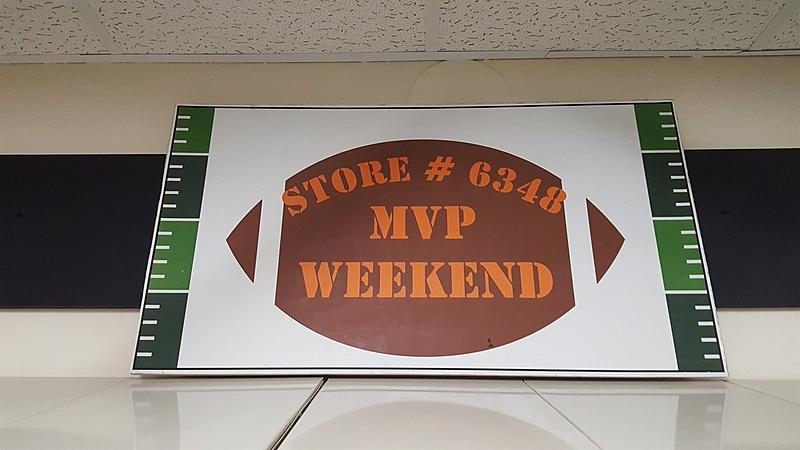 STORE # 6348
MVP
WEEKEND